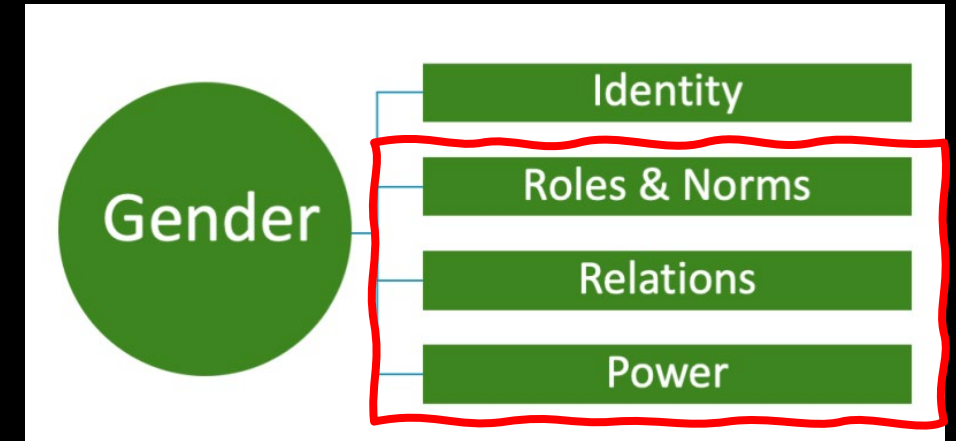 Gender
Identity
Roles & Norms
Relations
Power